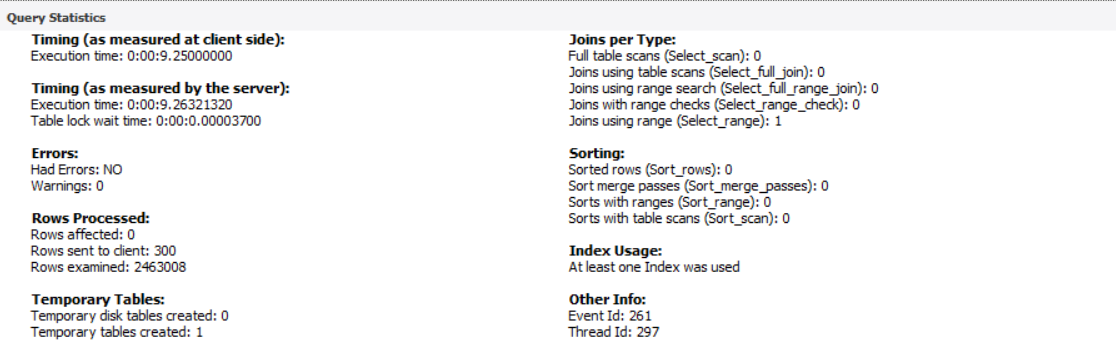 Query Statistics
Timing (as measured at client side):
Execution time: 0:00:9.25000000
Timing (as measured by the server):
Execution time: 0:00:9.26321320
Table lock wait time: 0:00:0.00003700
Errors:
Had Errors: NO
Warnings: 0
Rows Processed:
Rows affected: 0
Rows sent to client: 300
Rows examined: 2463008
Temporary Tables:
Temporary disk tables created: 0
Temporary tables created: 1
Joins per Type:
Full table scans (Select_scan): 0
Joins using table scans (Select_full_join): 0
Joins using range search (Select_full_range_join): 0
Joins with range checks (Select_range_check): 0
Joins using range (Select_range): 1
Sorting:
Sorted rows (Sort_rows): 0
Sort merge passes (Sort_merge_passes): 0
Sorts with ranges (Sort_range): 0
Sorts with table scans (Sort_scan): 0
Index Usage:
At least one Index was used
Other Info:
Event Id: 261
Thread Id: 297